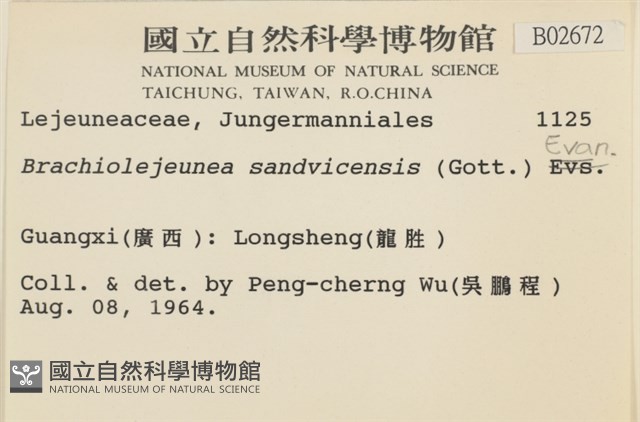 國立自然科學博物館
B02672
NATIONAL MUSEUM OF NATURAL SCIENCE
TAICHUNG, TAIWAN, R.O.CHINA
Lejeuneaceae, Jungermanniales 1125
Evan.
Brachiolejeunea sandvicensis (Gott.) Evs.
Guangxi(廣西): Longsheng(龍胜)
Coll. & det. by Peng-cherng Wu(吳鵬程)
Aug. 08, 1964.
國立自然科學博物館
NATIONAL MUSEUM OF NATURAL SCIENCE